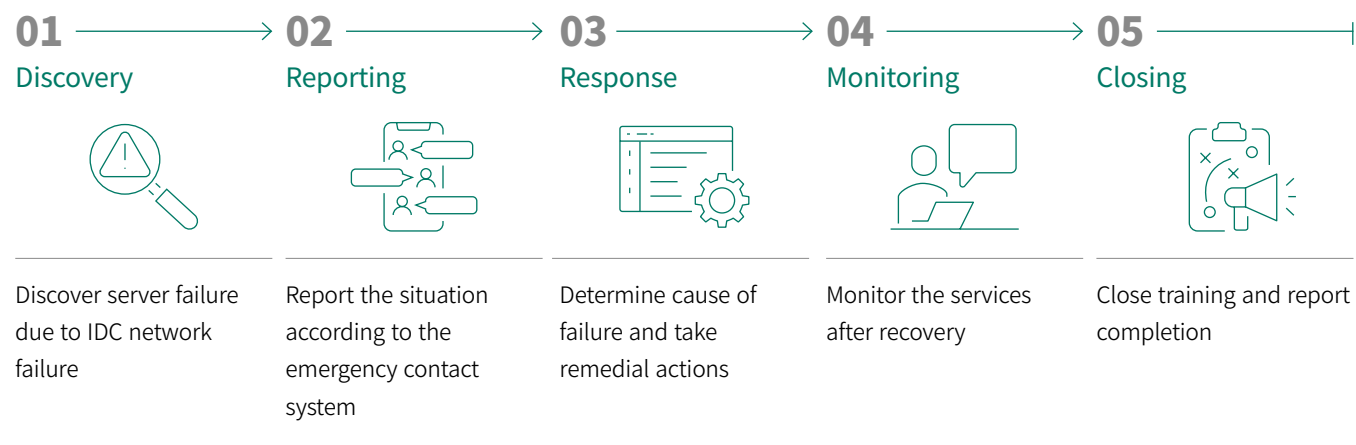 01
Discovery
Discover server failure
due to IDC network
failure
02
Reporting
Report the situation
according to the
emergency contact
system
03
Response
Determine cause of
failure and take
remedial actions
04
Monitoring
Monitor the services
after recovery
05
Closing
Close training and report
completion